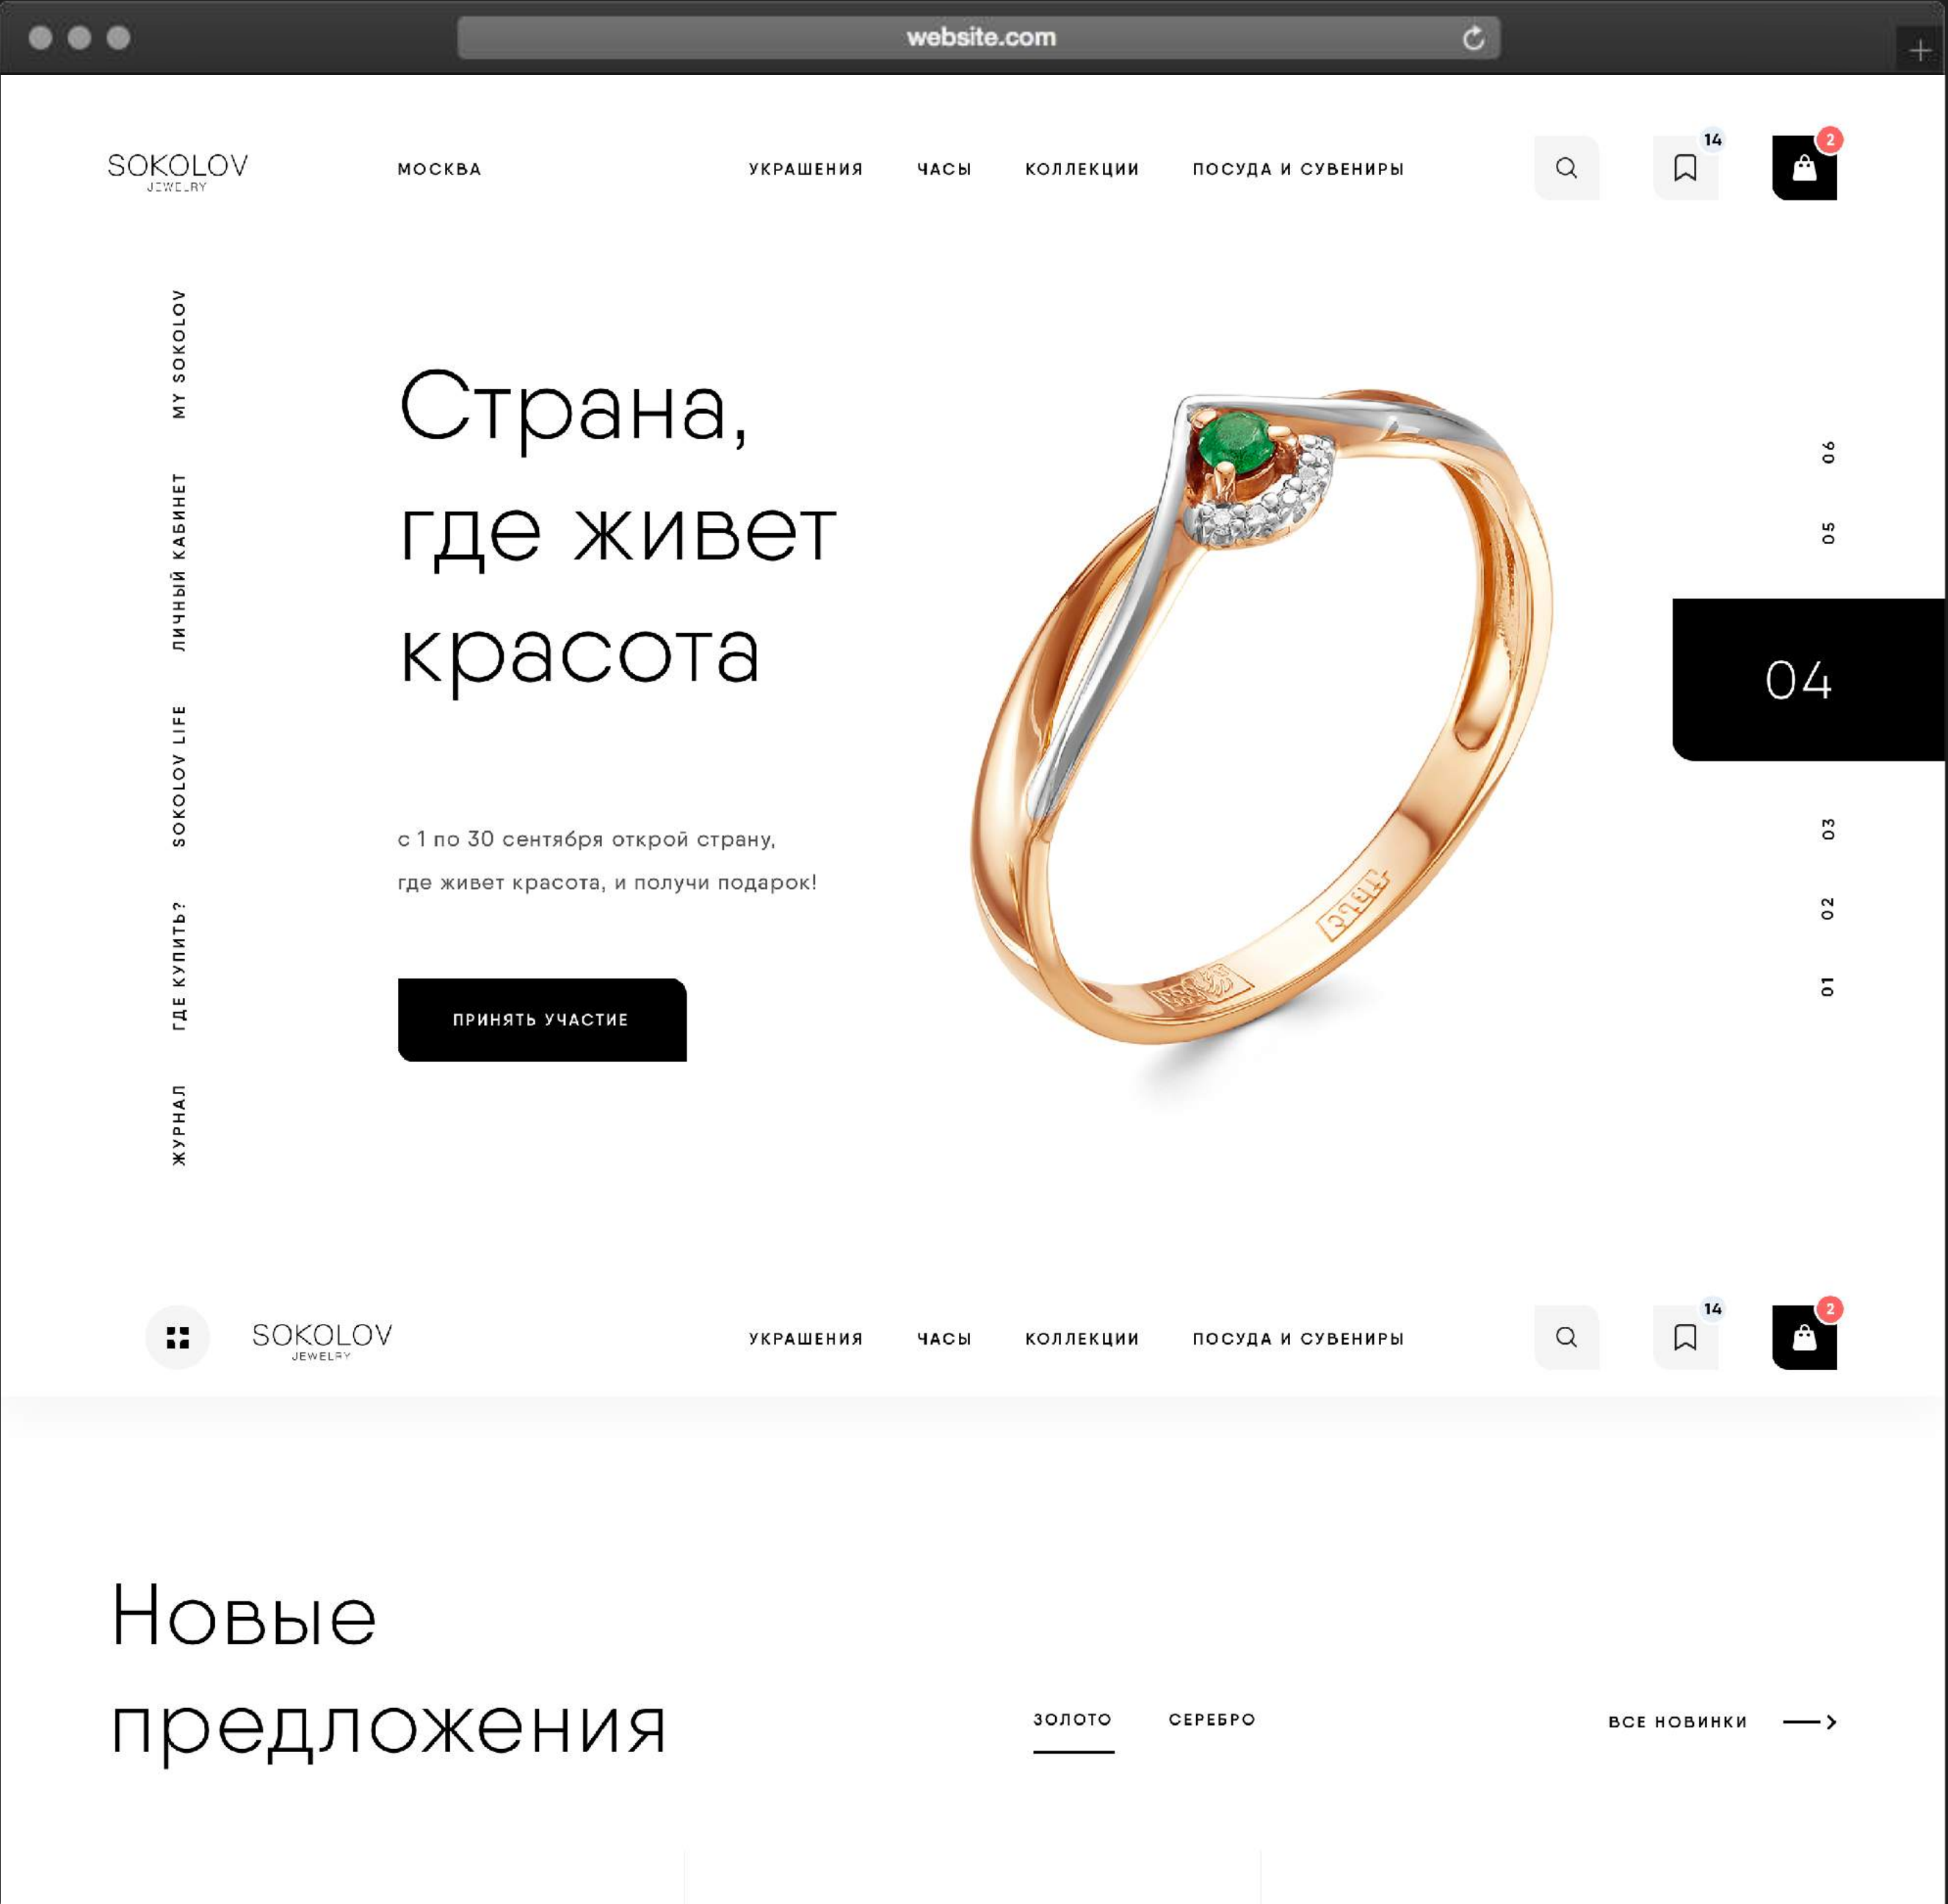 website.com
SOKOLOV
JEWELRY
МОСКВА
УКРАШЕНИЯ
ЧАСЫ
КОЛЛЕКЦИИ
ПОСУДА И СУВЕНИРЫ
14
2
MY SOKOLOV
ЛИЧНЫЙ КАБИНЕТ
SOKOLOV LIFE
ГДЕ КУПИТЬ?
ЖУРНАЛ
Страна,
где живет
красота
с 1 по 30 сентября открой страну,
где живет красота, и получи подарок!
ПРИНЯТЬ УЧАСТИЕ
06
05
04
03
02
01
SOKOLOV
JEWELRY
УКРАШЕНИЯ
ЧАСЫ
КОЛЛЕКЦИИ
ПОСУДА И СУВЕНИРЫ
14
2
Новые
предложения
ЗОЛОТО
СЕРЕБРО
ВСЕ НОВИНКИ